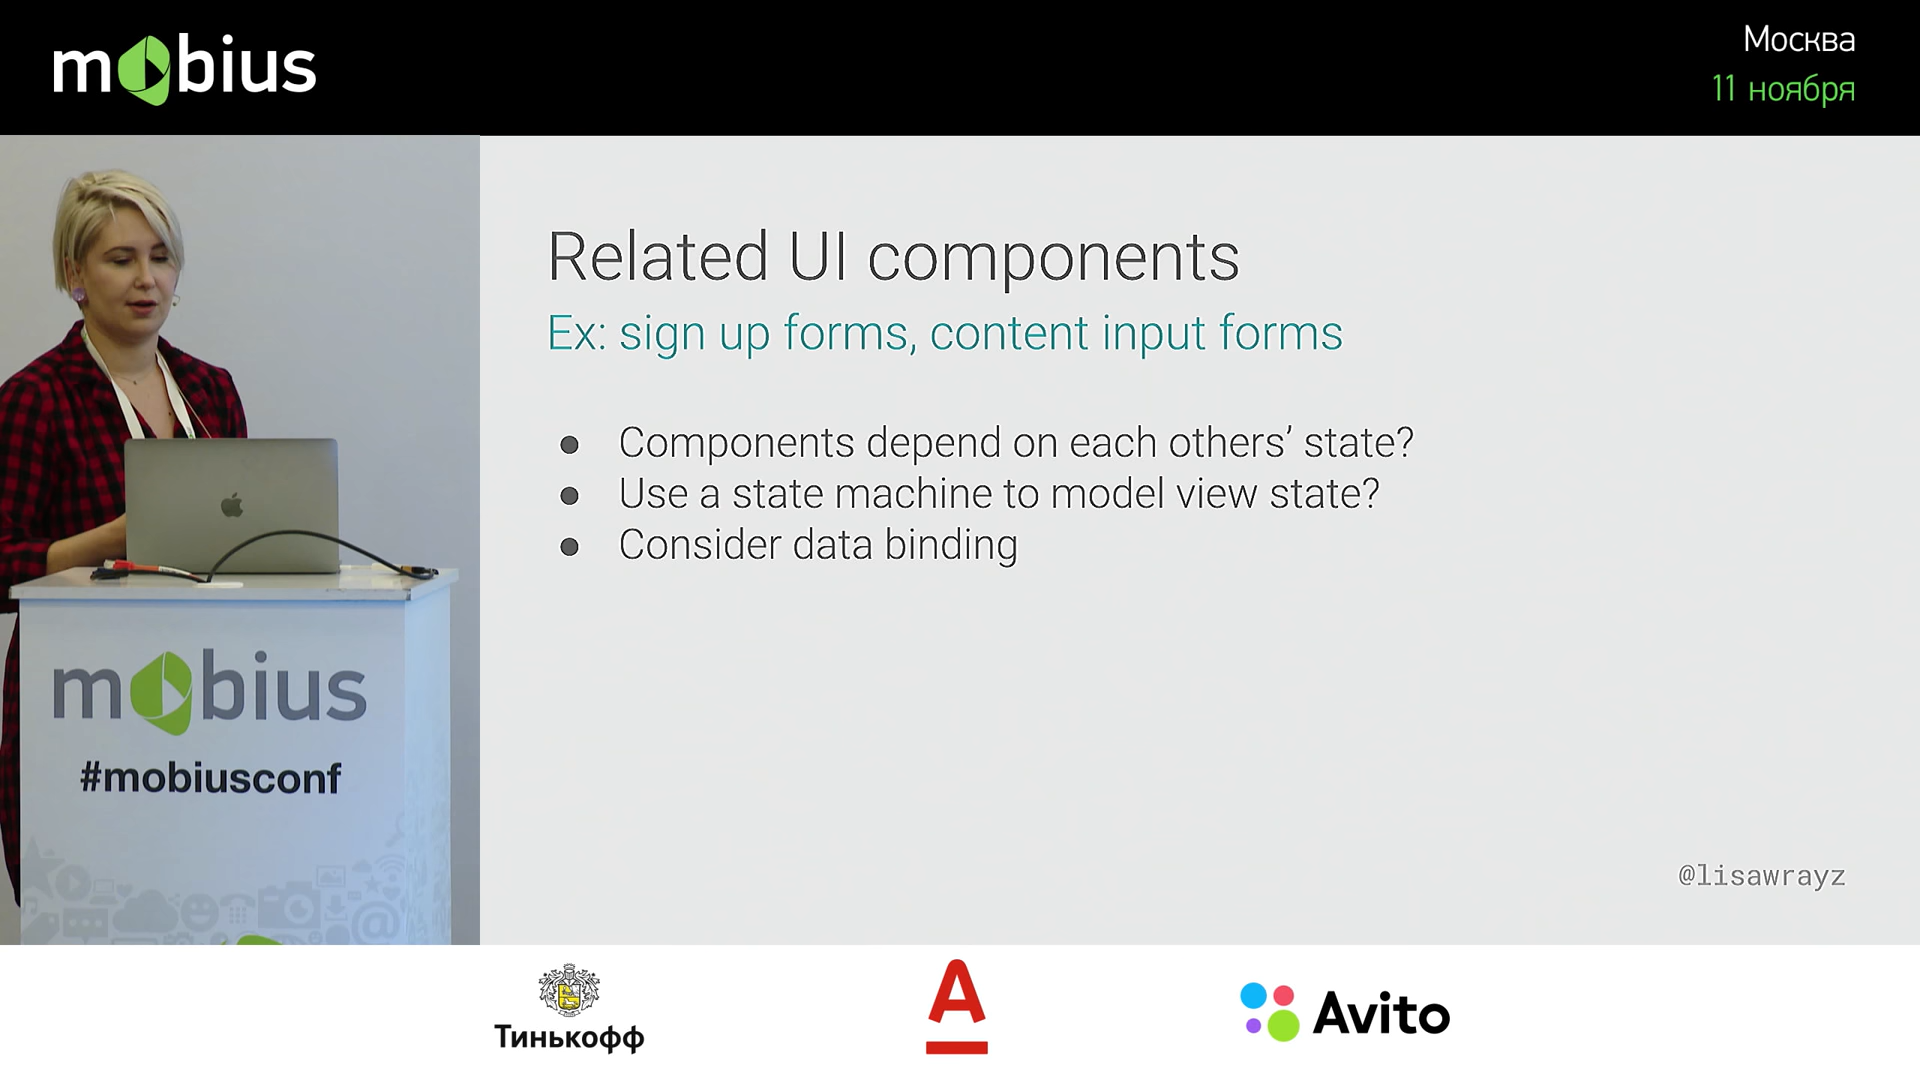 mobius
Москва
11 ноября
Related UI components
Ex: sign up forms, content input forms
● Components depend on each others’ state?
● Use a state machine to model view state?
● Consider data binding
@lisawrayz
mobius
#mobiusconf
Тинькофф
А
Avito